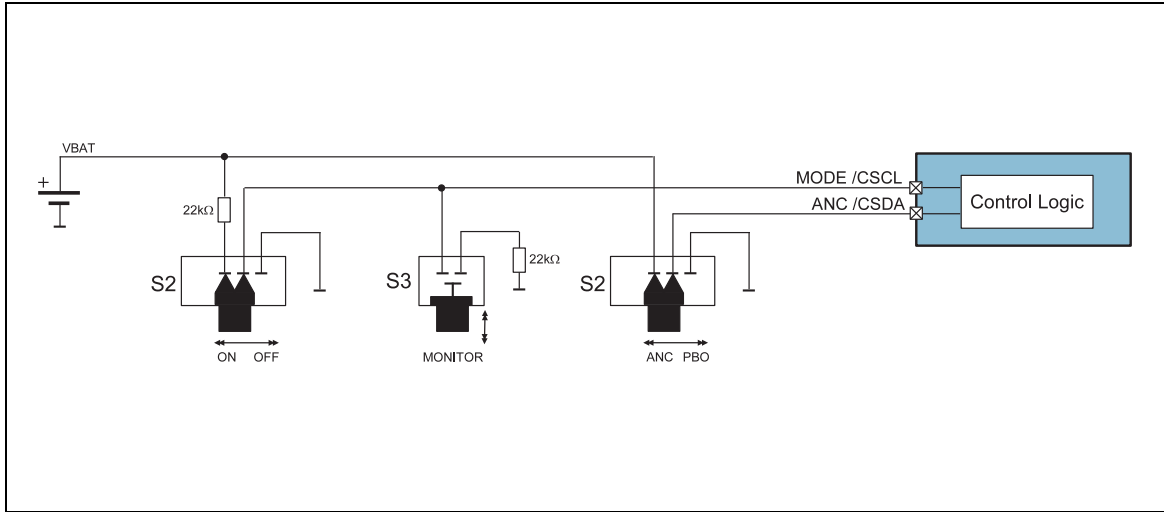 VBAT
MODE /CSCL
ANC /CSDA
Control Logic
+
22kΩ
22kΩ
S2
S3
S2
ON OFF
MONITOR
ANC PBO